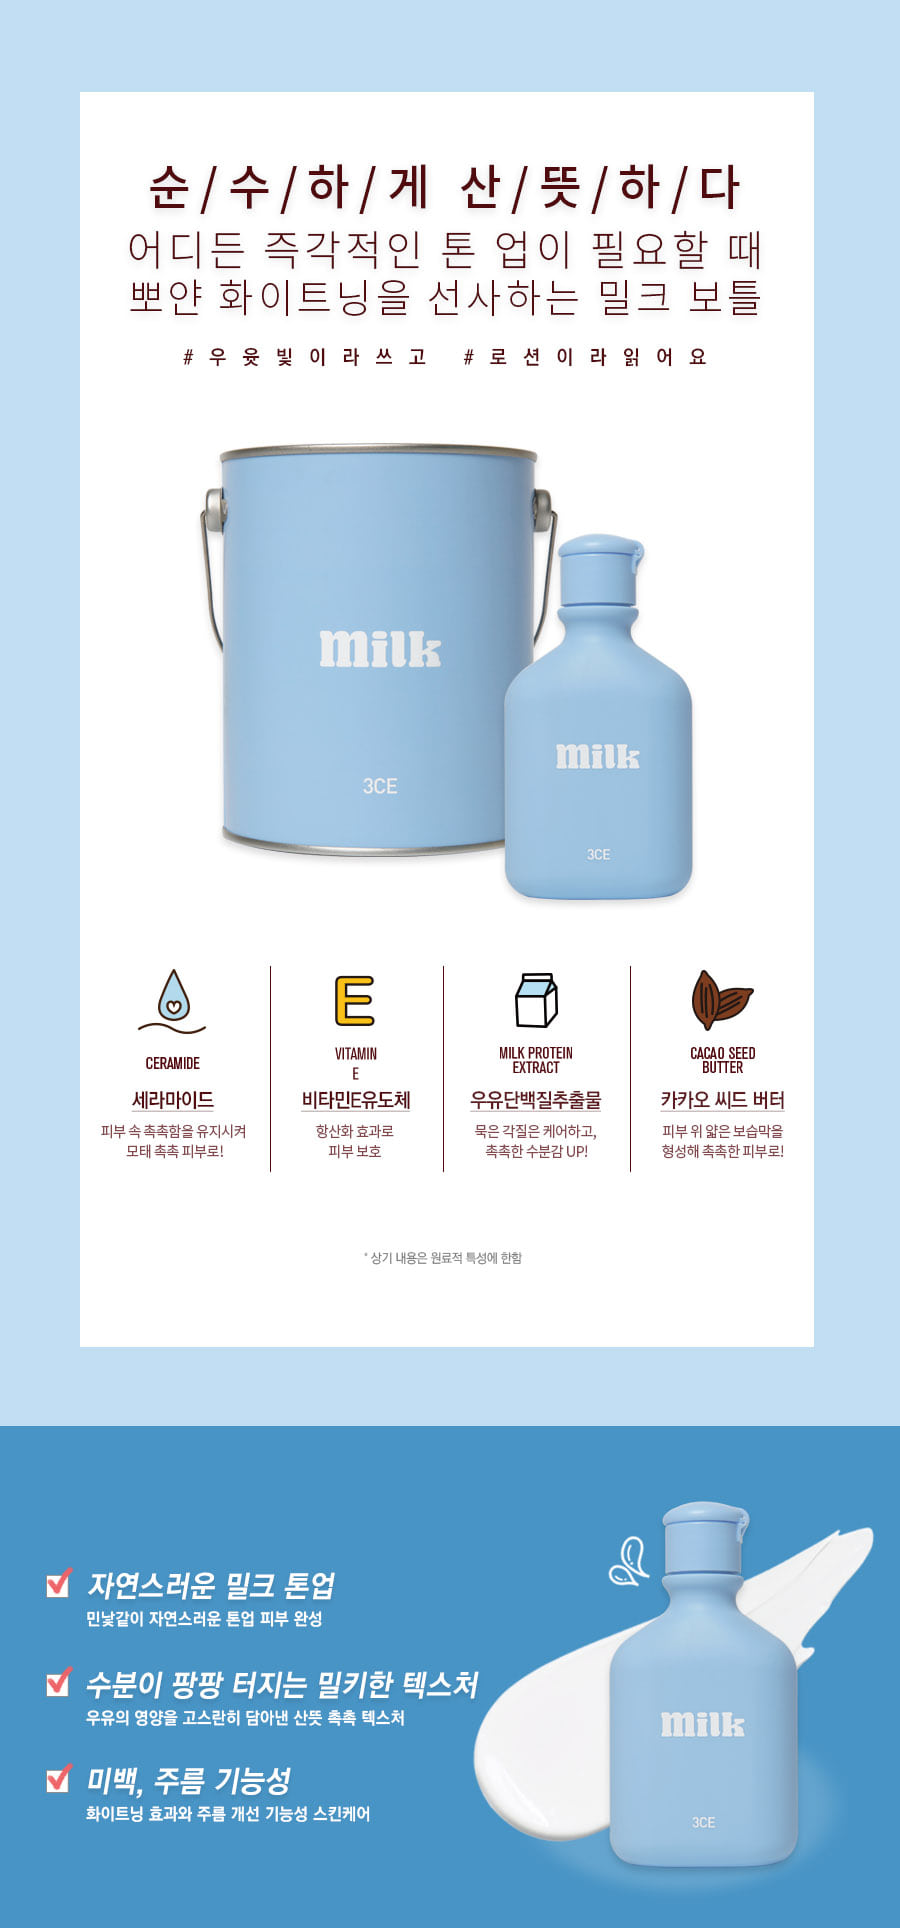 순/수/하/게 산/뜻/하/다
어디든 즉각적인 톤 업이 필요할 때
뽀얀 화이트닝을 선사하는 밀크 보틀
#우윳빛이라쓰고 #로션이라읽어요
milk
3CE
milk
3CE
CERAMIDE
세라마이드
피부 속 촉촉함을 유지시켜
모태 촉촉 피부로!
E
VITAMIN
E
비타민E유도체
항산화 효과로
피부 보호
MILK PROTEIN
EXTRACT
우유단백질추출물
묵은 각질은 케어하고,
촉촉한 수분감 UP!
CACAO SEED
BUTTER
카카오 씨드 버터
피부 위 얇은 보습막을
형성해 촉촉한 피부로!
* 상기 내용은 원료적 특성에 한함
자연스러운 밀크 톤업
민낯같이 자연스러운 톤업 피부 완성
수분이 팡팡 터지는 밀키한 텍스처
우유의 영양을 고스란히 담아낸 산뜻 촉촉 텍스처
미백, 주름 기능성
화이트닝 효과와 주름 개선 기능성 스킨케어
milk
3CE